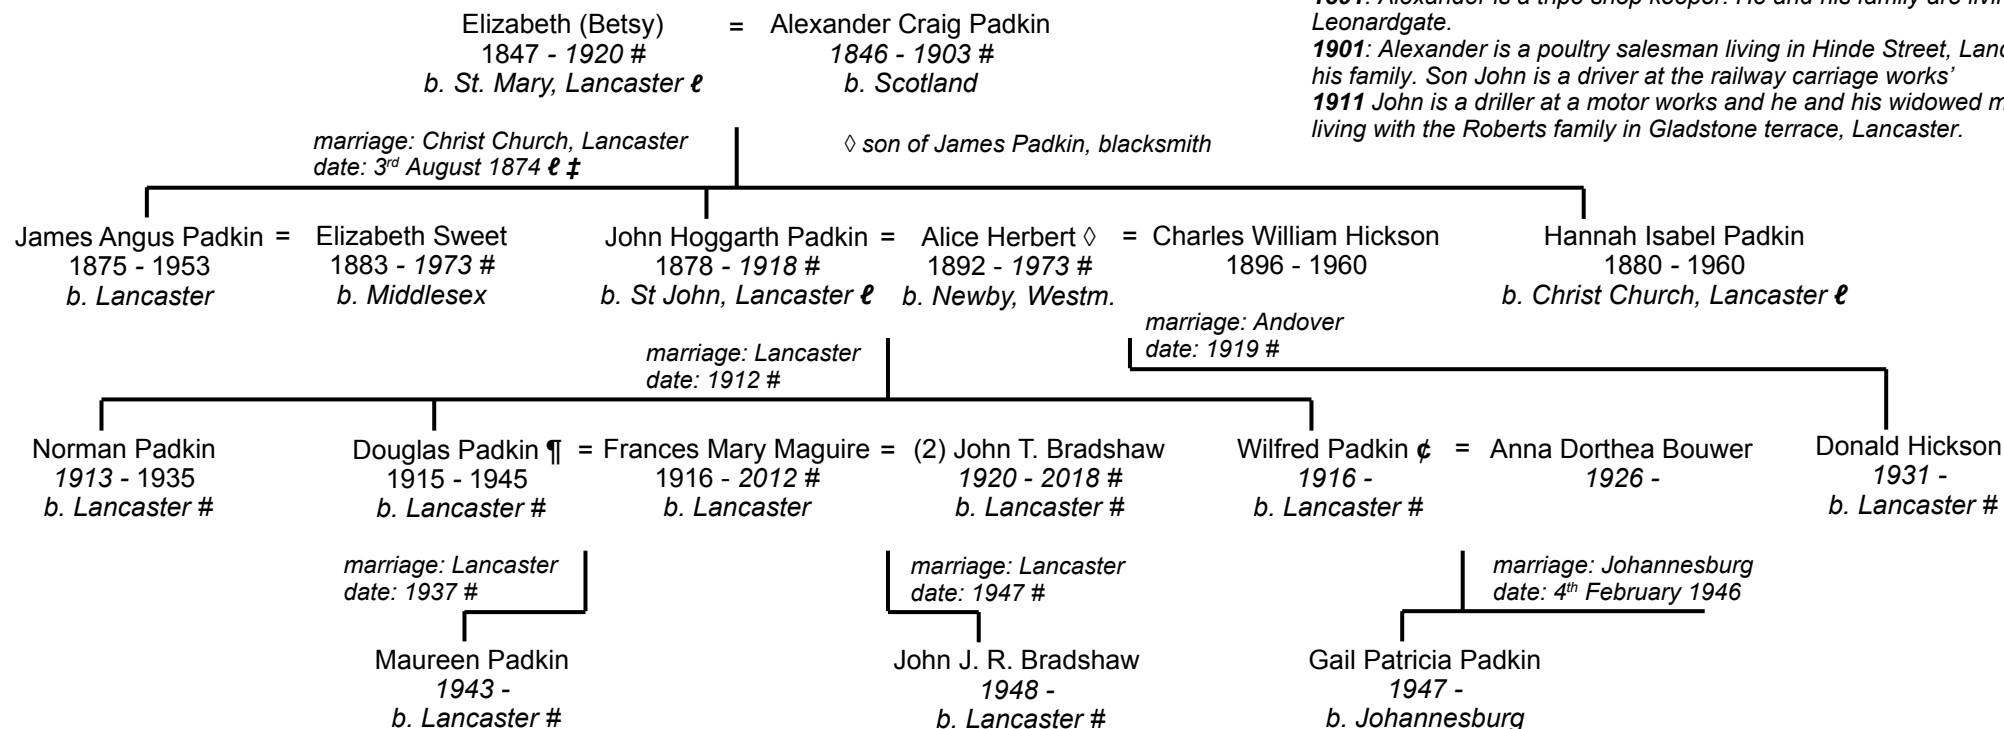 Elizabeth (Betsy) = Alexander Craig Padkin
1847 - 1920 # 1846 - 1903 #
b. St. Mary, Lancaster ℓ b. Scotland
Leonardgate.
1901: Alexander is a poultry salesman living in Hinde Street,
his family. Son John is a driver at the railway carriage works’
1911 John is a driller at a motor works and he and his widowed
living with the Roberts family in Gladstone terrace, Lancaster.
marriage: Christ Church, Lancaster
date: 3rd August 1874 ℓ ‡
◊ son of James Padkin, blacksmith
James Angus Padkin = Elizabeth Sweet John Hoggarth Padkin = Alice Herbert ◊ = Charles William Hickson Hannah Isabel Padkin
1875 - 1953 1883 - 1973 # 1878 - 1918 # 1892 - 1973 # 1896 - 1960 1880 - 1960
b. Lancaster b. Middlesex b. St John, Lancaster ℓ b. Newby, Westm. b. Christ Church, Lancaster ℓ
marriage: Lancaster
date: 1912 #
marriage: Andover
date: 1919 #
Norman Padkin Douglas Padkin ¶ = Frances Mary Maguire = (2) John T. Bradshaw Wilfred Padkin ¢ = Anna Dorthea Bouwer Donald Hickson
1913 - 1935 1915 - 1945 1916 - 2012 # 1920 - 2018 # 1916 - 1926 - 1931 -
b. Lancaster # b. Lancaster # b. Lancaster b. Lancaster # b. Lancaster # b. Lancaster #
marriage: Lancaster marriage: Lancaster marriage: Johannesburg
date: 1937 # date: 1947 # date: 4th February 1946
Maureen Padkin John J. R. Bradshaw Gail Patricia Padkin
1943 - 1948 - 1947 -
b. Lancaster # b. Lancaster # b. Johannesburg